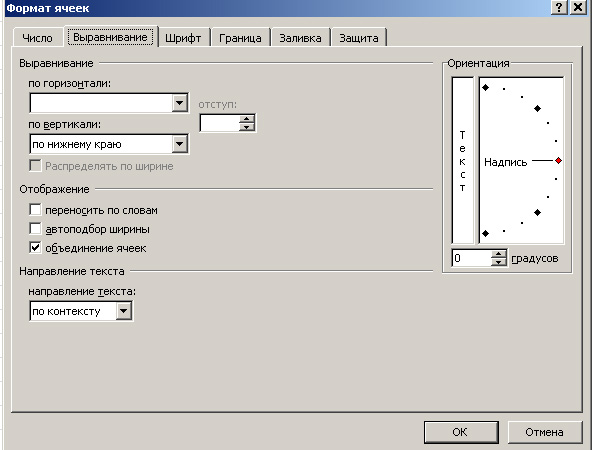 Формат ячеек
Число Выравнивание Шрифт Граница Заливка Защита
Выравнивание
по горизонтали:
отступ:
по вертикали:
по нижнему краю
Распределять по ширине
Отображение
переносить по словам
автоподбор ширины
объединение ячеек
Направление текста
направление текста:
по контексту
Ориентация
Текст
Надпись
0 градусов
ОК Отмена